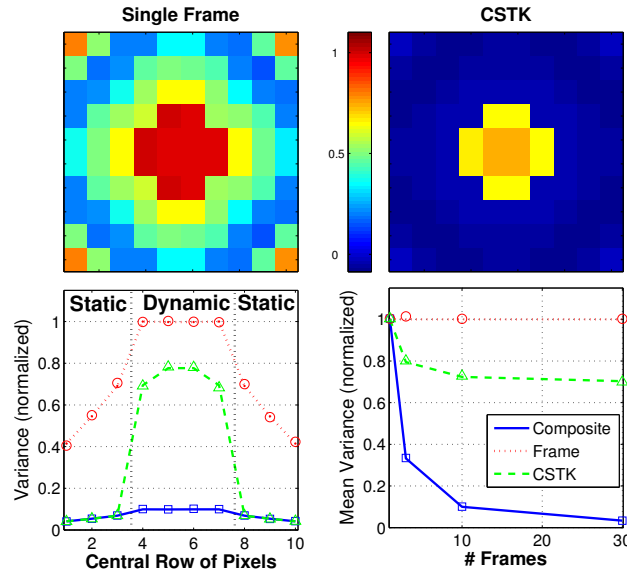 Single Frame
CSTK
1
0.5
0
Static Dynamic Static
Variance (normalized)
1
0.8
0.6
0.4
0.2
0
2 4 6 8 10
Central Row of Pixels
Mean Variance (normalized)
1
0.8
0.6
0.4
0.2
0
10 20 30
# Frames
Composite
Frame
CSTK